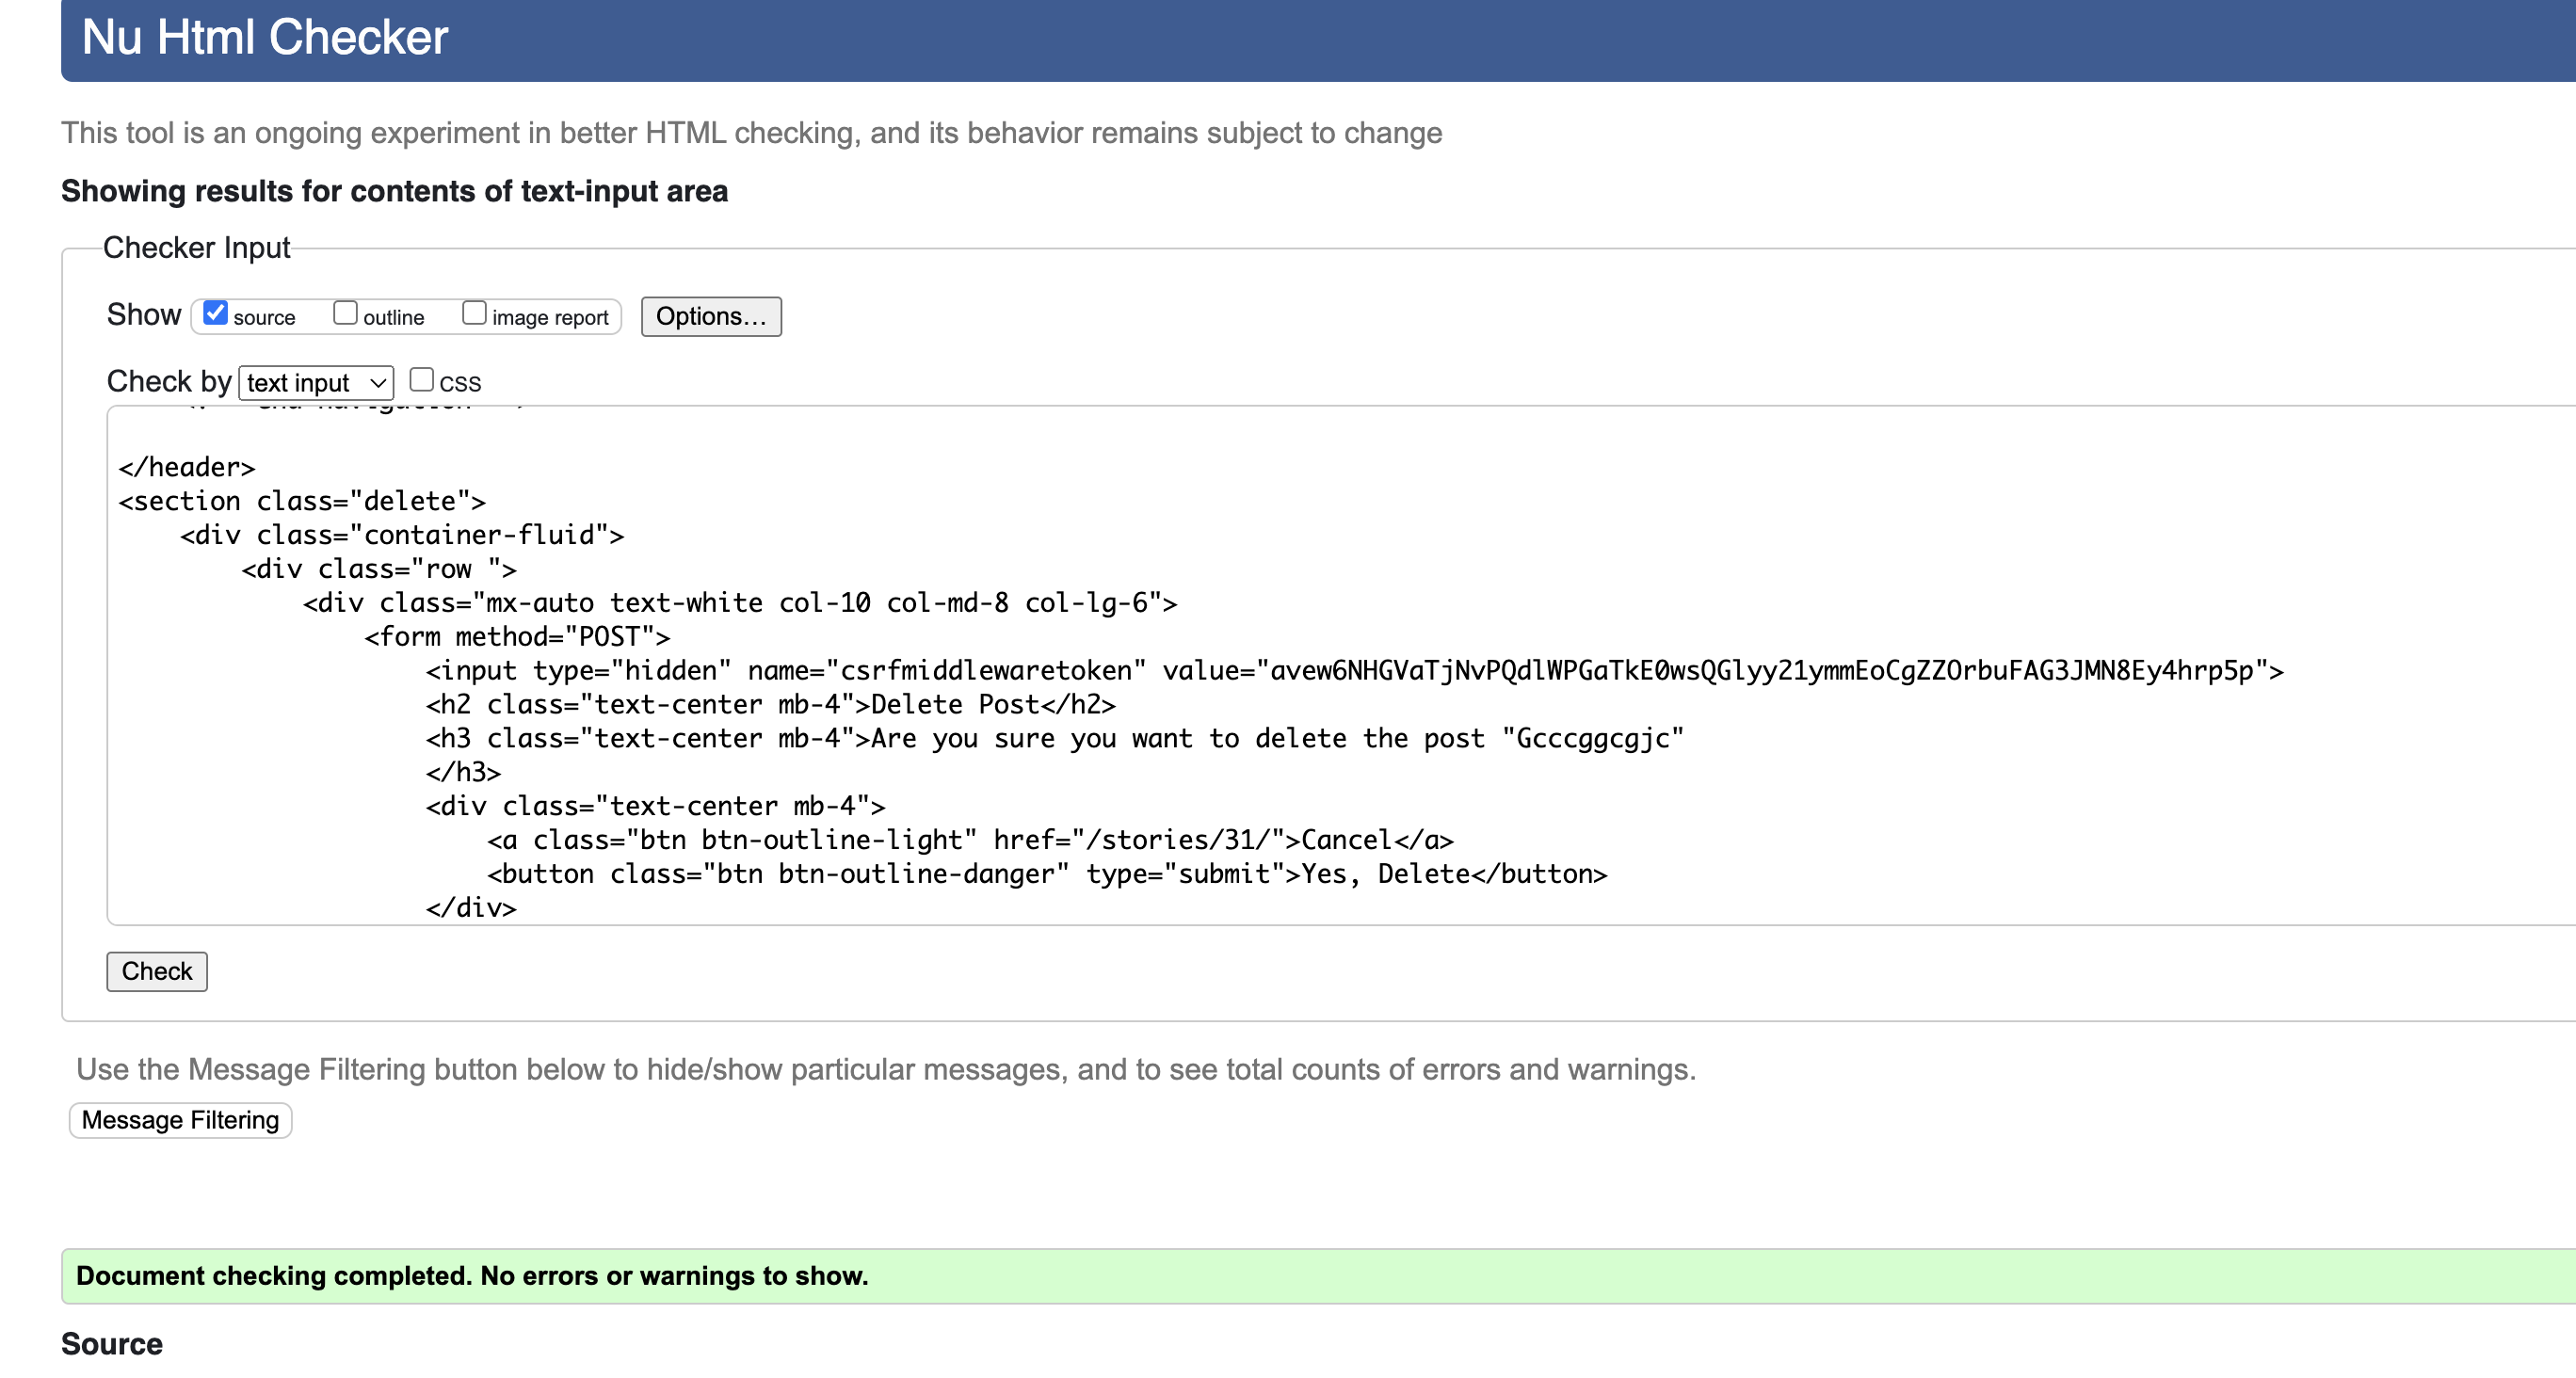 Nu Html Checker
This tool is an ongoing experiment in better HTML checking, and its behavior remains subject to change
Showing results for contents of text-input area
Checker Input
Show source outline image report Options...
Check by text input CSS
</header>
<section class="delete">
<div class="container-fluid">
<div class="row ">
<div class="mx-auto text-white col-10 col-md-8 col-lg-6">
<form method="POST">
<input type="hidden" name="csrfmiddlewaretoken" value="avew6NHGVaTjNvPQdlWPGaTkE0wsQGlyy21ymmEoCgZZOrbuFAG3JMN8Ey4hrp5p">
<h2 class="text-center mb-4">Delete Post</h2>
<h3 class="text-center mb-4">Are you sure you want to delete the post "Gcccggcgjc"
</h3>
<div class="text-center mb-4">
<a class="btn btn-outline-light" href="/stories/31/">Cancel</a>
<button class="btn btn-outline-danger" type="submit">Yes, Delete</button>
</div>
Check
Use the Message Filtering button below to hide/show particular messages, and to see total counts of errors and warnings.
Message Filtering
Document checking completed. No errors or warnings to show.
Source